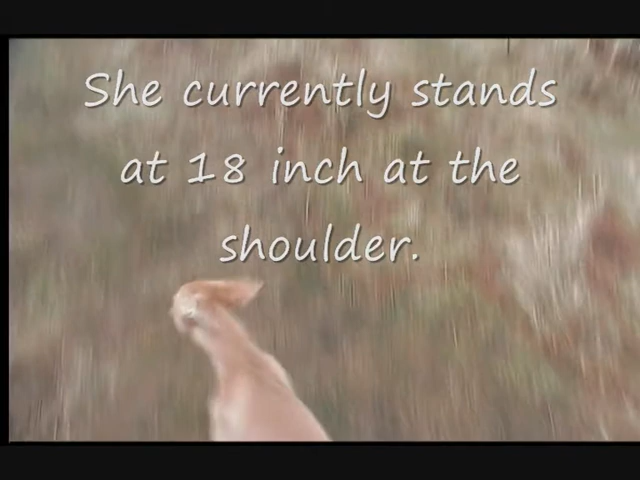 She currently stands
at 18 inch at the
shoulder.